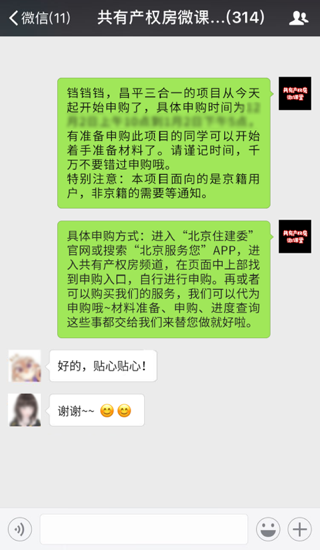 微信(11)
共有产权房微课...(314)
铛铛铛，昌平三合一的项目从今天
起开始申购了，具体申购时间为
有准备申购此项目的同学可以开始
着手准备材料了。请谨记时间，千
万不要错过申购哦。
特别注意：本项目面向的是京籍用
户，非京籍的需要等通知。
共有产权房
微课堂
具体申购方式：进入“北京住建委”
官网或搜索“北京服务您”APP，进
入共有产权房频道，在页面中上部找
到申购入口，自行进行申购。再或者
可以购买我们的服务，我们可以代为
申购哦~材料准备、申购、进度查询
这些事都交给我们来替您做就好啦。
共有产权房
微课堂
好的，贴心贴心！
谢谢~~ 😊😊